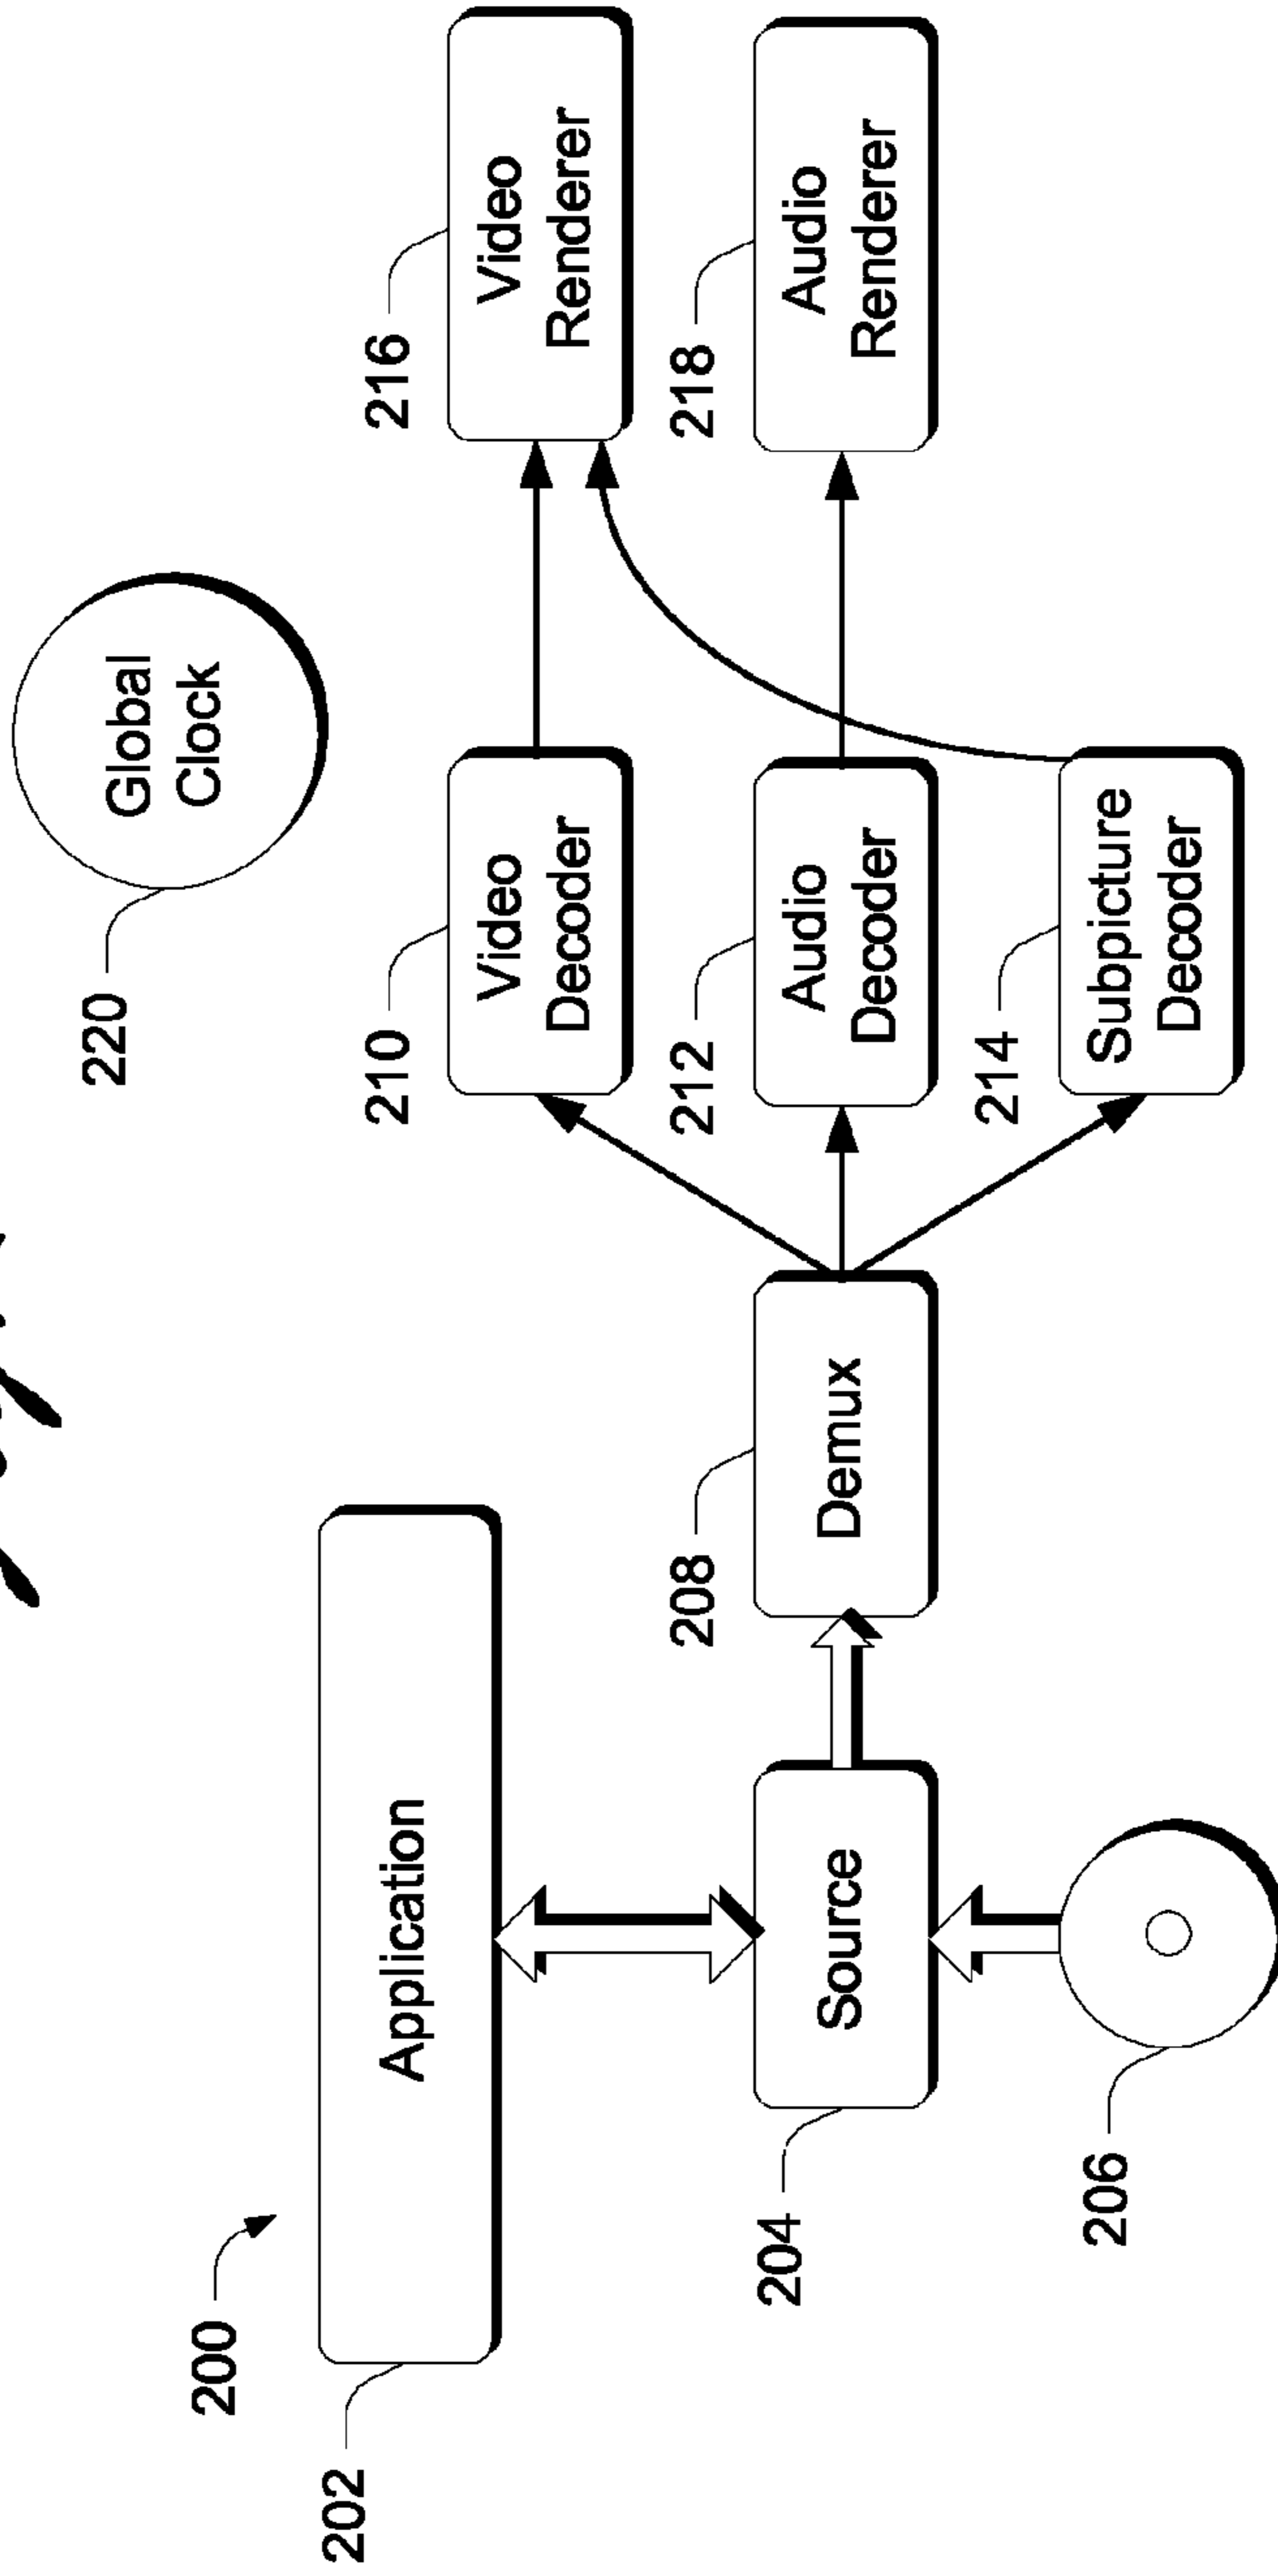 220
Global
Clock
200
202
Application
216
Video
Renderer
210
Video
Decoder
208
Demux
212
Audio
Decoder
218
Audio
Renderer
204
Source
214
Subpicture
Decoder
206